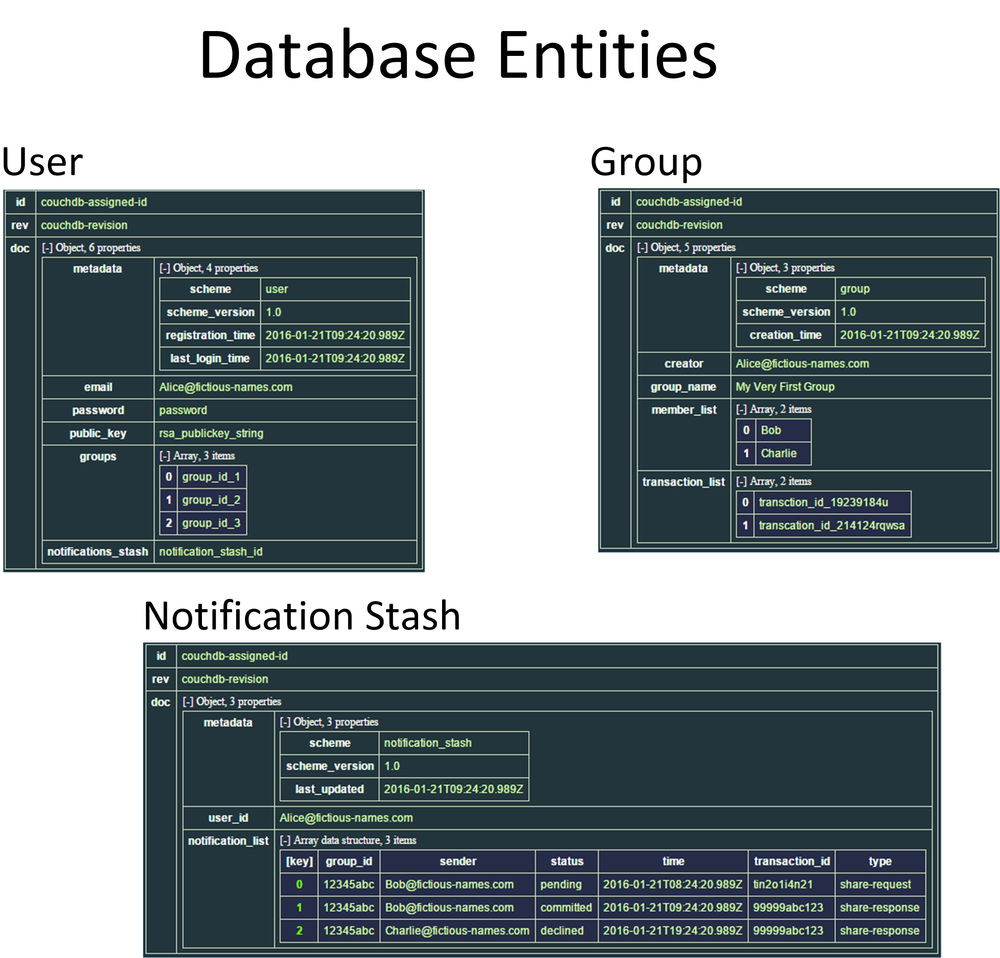 Database Entities
User
id couchdb-assigned-id
rev couchdb-revision
doc [-] Object, 6 properties
metadata [-] Object, 4 properties
scheme user
scheme_version 1.0
registration_time 2016-01-21T09:24:20.989Z
last_login_time 2016-01-21T09:24:20.989Z
email Alice@fictious-names.com
password password
public_key rsa_publickey_string
groups [-] Array, 3 items
0 group_id_1
1 group_id_2
2 group_id_3
notifications_stash notification_stash_id
Group
id couchdb-assigned-id
rev couchdb-revision
doc [-] Object, 5 properties
metadata [-] Object, 3 properties
scheme group
scheme_version 1.0
creation_time 2016-01-21T09:24:20.989Z
creator Alice@fictious-names.com
group_name My Very First Group
member_list [-] Array, 2 items
0 Bob
1 Charlie
transaction_list [-] Array, 2 items
0 transction_id_19239184u
1 transcation_id_214124rqwsa
Notification Stash
id couchdb-assigned-id
rev couchdb-revision
doc [-] Object, 3 properties
metadata [-] Object, 3 properties
scheme notification_stash
scheme_version 1.0
last_updated 2016-01-21T09:24:20.989Z
user_id Alice@fictious-names.com
notification_list [-] Array data structure, 3 items
[key] group_id sender status time transaction_id type
0 12345abc Bob@fictious-names.com pending 2016-01-21T08:24:20.989Z tin2o1i4n21 share-request
1 12345abc Bob@fictious-names.com committed 2016-01-21T09:24:20.989Z 99999abc123 share-response
2 12345abc Charlie@fictious-names.com declined 2016-01-21T19:24:20.989Z 99999abc123 share-response